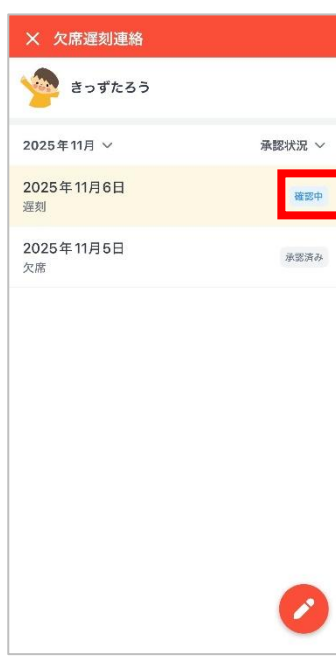 欠席遅刻連絡
きっずたろう
2025年11月 承認状況
2025年11月6日
遅刻 確認中
2025年11月5日
欠席 承認済み